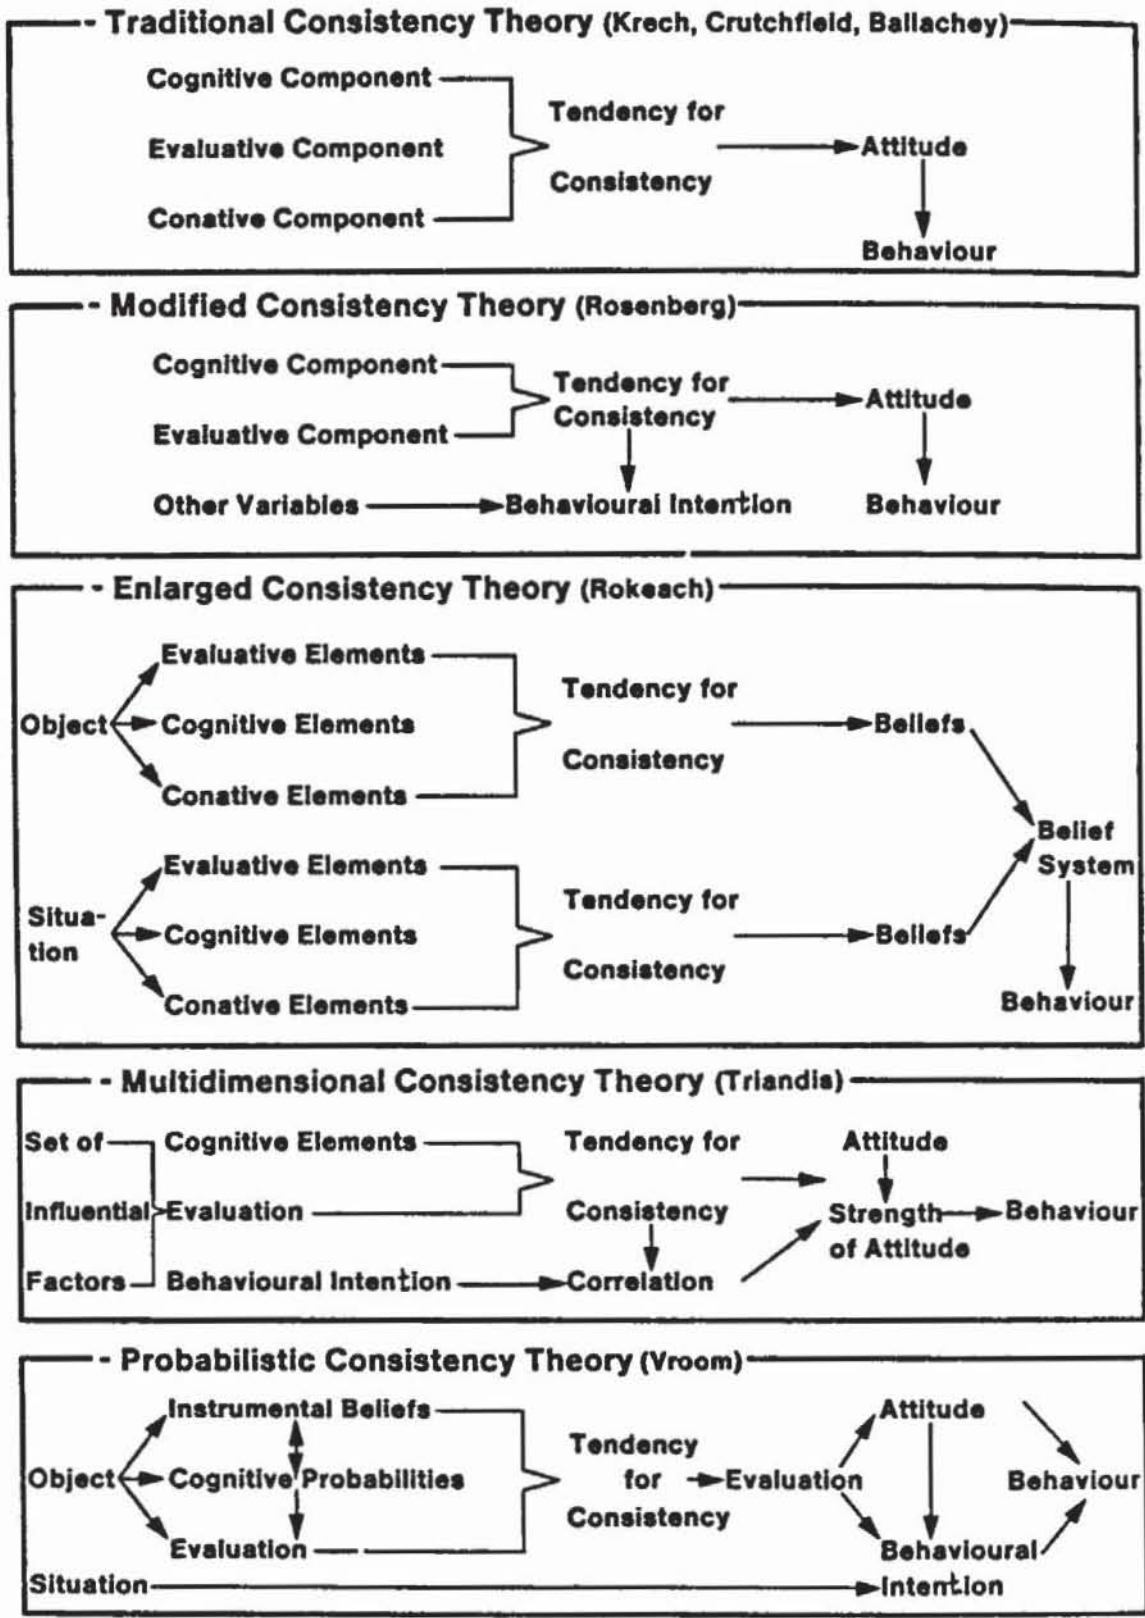 - Traditional Consistency Theory (Krech, Crutchfield, Ballachey)
Cognitive Component
Tendency for
Evaluative Component
Attitude
Consistency
Conative Component
Behaviour
- Modified Consistency Theory (Rosenberg)
Cognitive Component
Tendency for
Consistency
Attitude
Evaluative Component
Other Variables
Behavioural Intention
Behaviour
- Enlarged Consistency Theory (Rokeach)
Evaluative Elements
Tendency for
Object
Cognitive Elements
Beliefs
Consistency
Conative Elements
Belief
System
Evaluative Elements
Tendency for
Situa-
tion
Cognitive Elements
Beliefs
Consistency
Conative Elements
Behaviour
- Multidimensional Consistency Theory (Triandis)
Set of
Cognitive Elements
Tendency for
Attitude
Influential
Evaluation
Consistency
Strength
of Attitude
Behaviour
Factors
Behavioural Intention
Correlation
- Probabilistic Consistency Theory (Vroom)
Instrumental Beliefs
Attitude
Tendency
for
Consistency
Object
Cognitive Probabilities
Evaluation
Behaviour
Evaluation
Behavioural
Intention
Situation